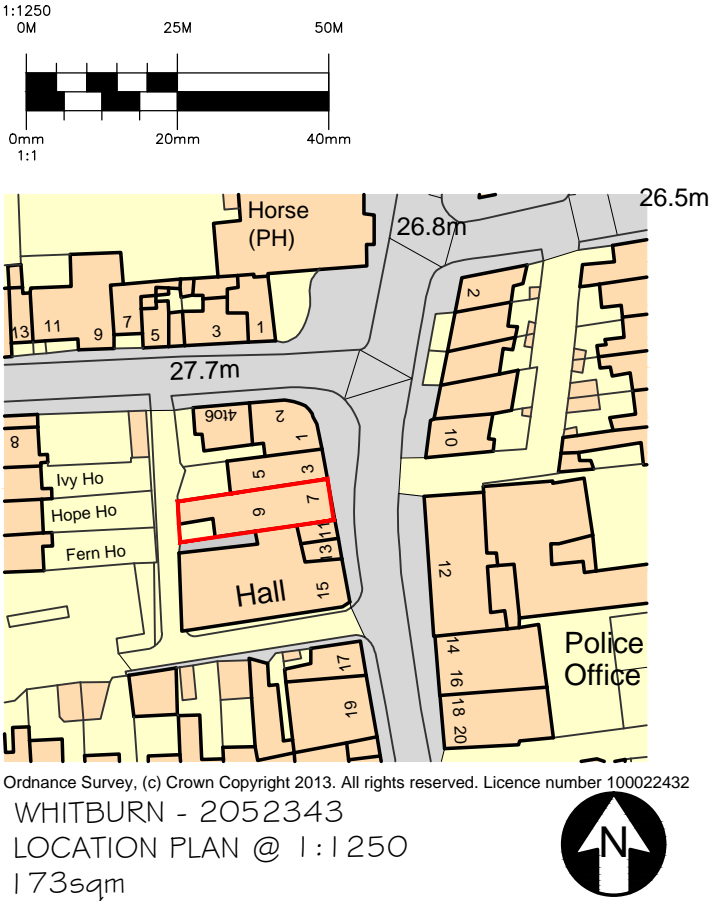 1:1250
0M 25M 50M
0mm 20mm 40mm
1:1
26.5m
Horse
(PH)
26.8m
2
13 11 9 7 5 3 1
27.7m
4to6 2
1
10
8
5 3
Ivy Ho
Hope Ho
Fern Ho
9 7
11
13
12
Hall 15
14
16
Police
Office
17
19
18
20
Ordnance Survey, (c) Crown Copyright 2013. All rights reserved. Licence number 100022432
WHITBURN - 2052343
LOCATION PLAN @ 1:1250
173sqm
N